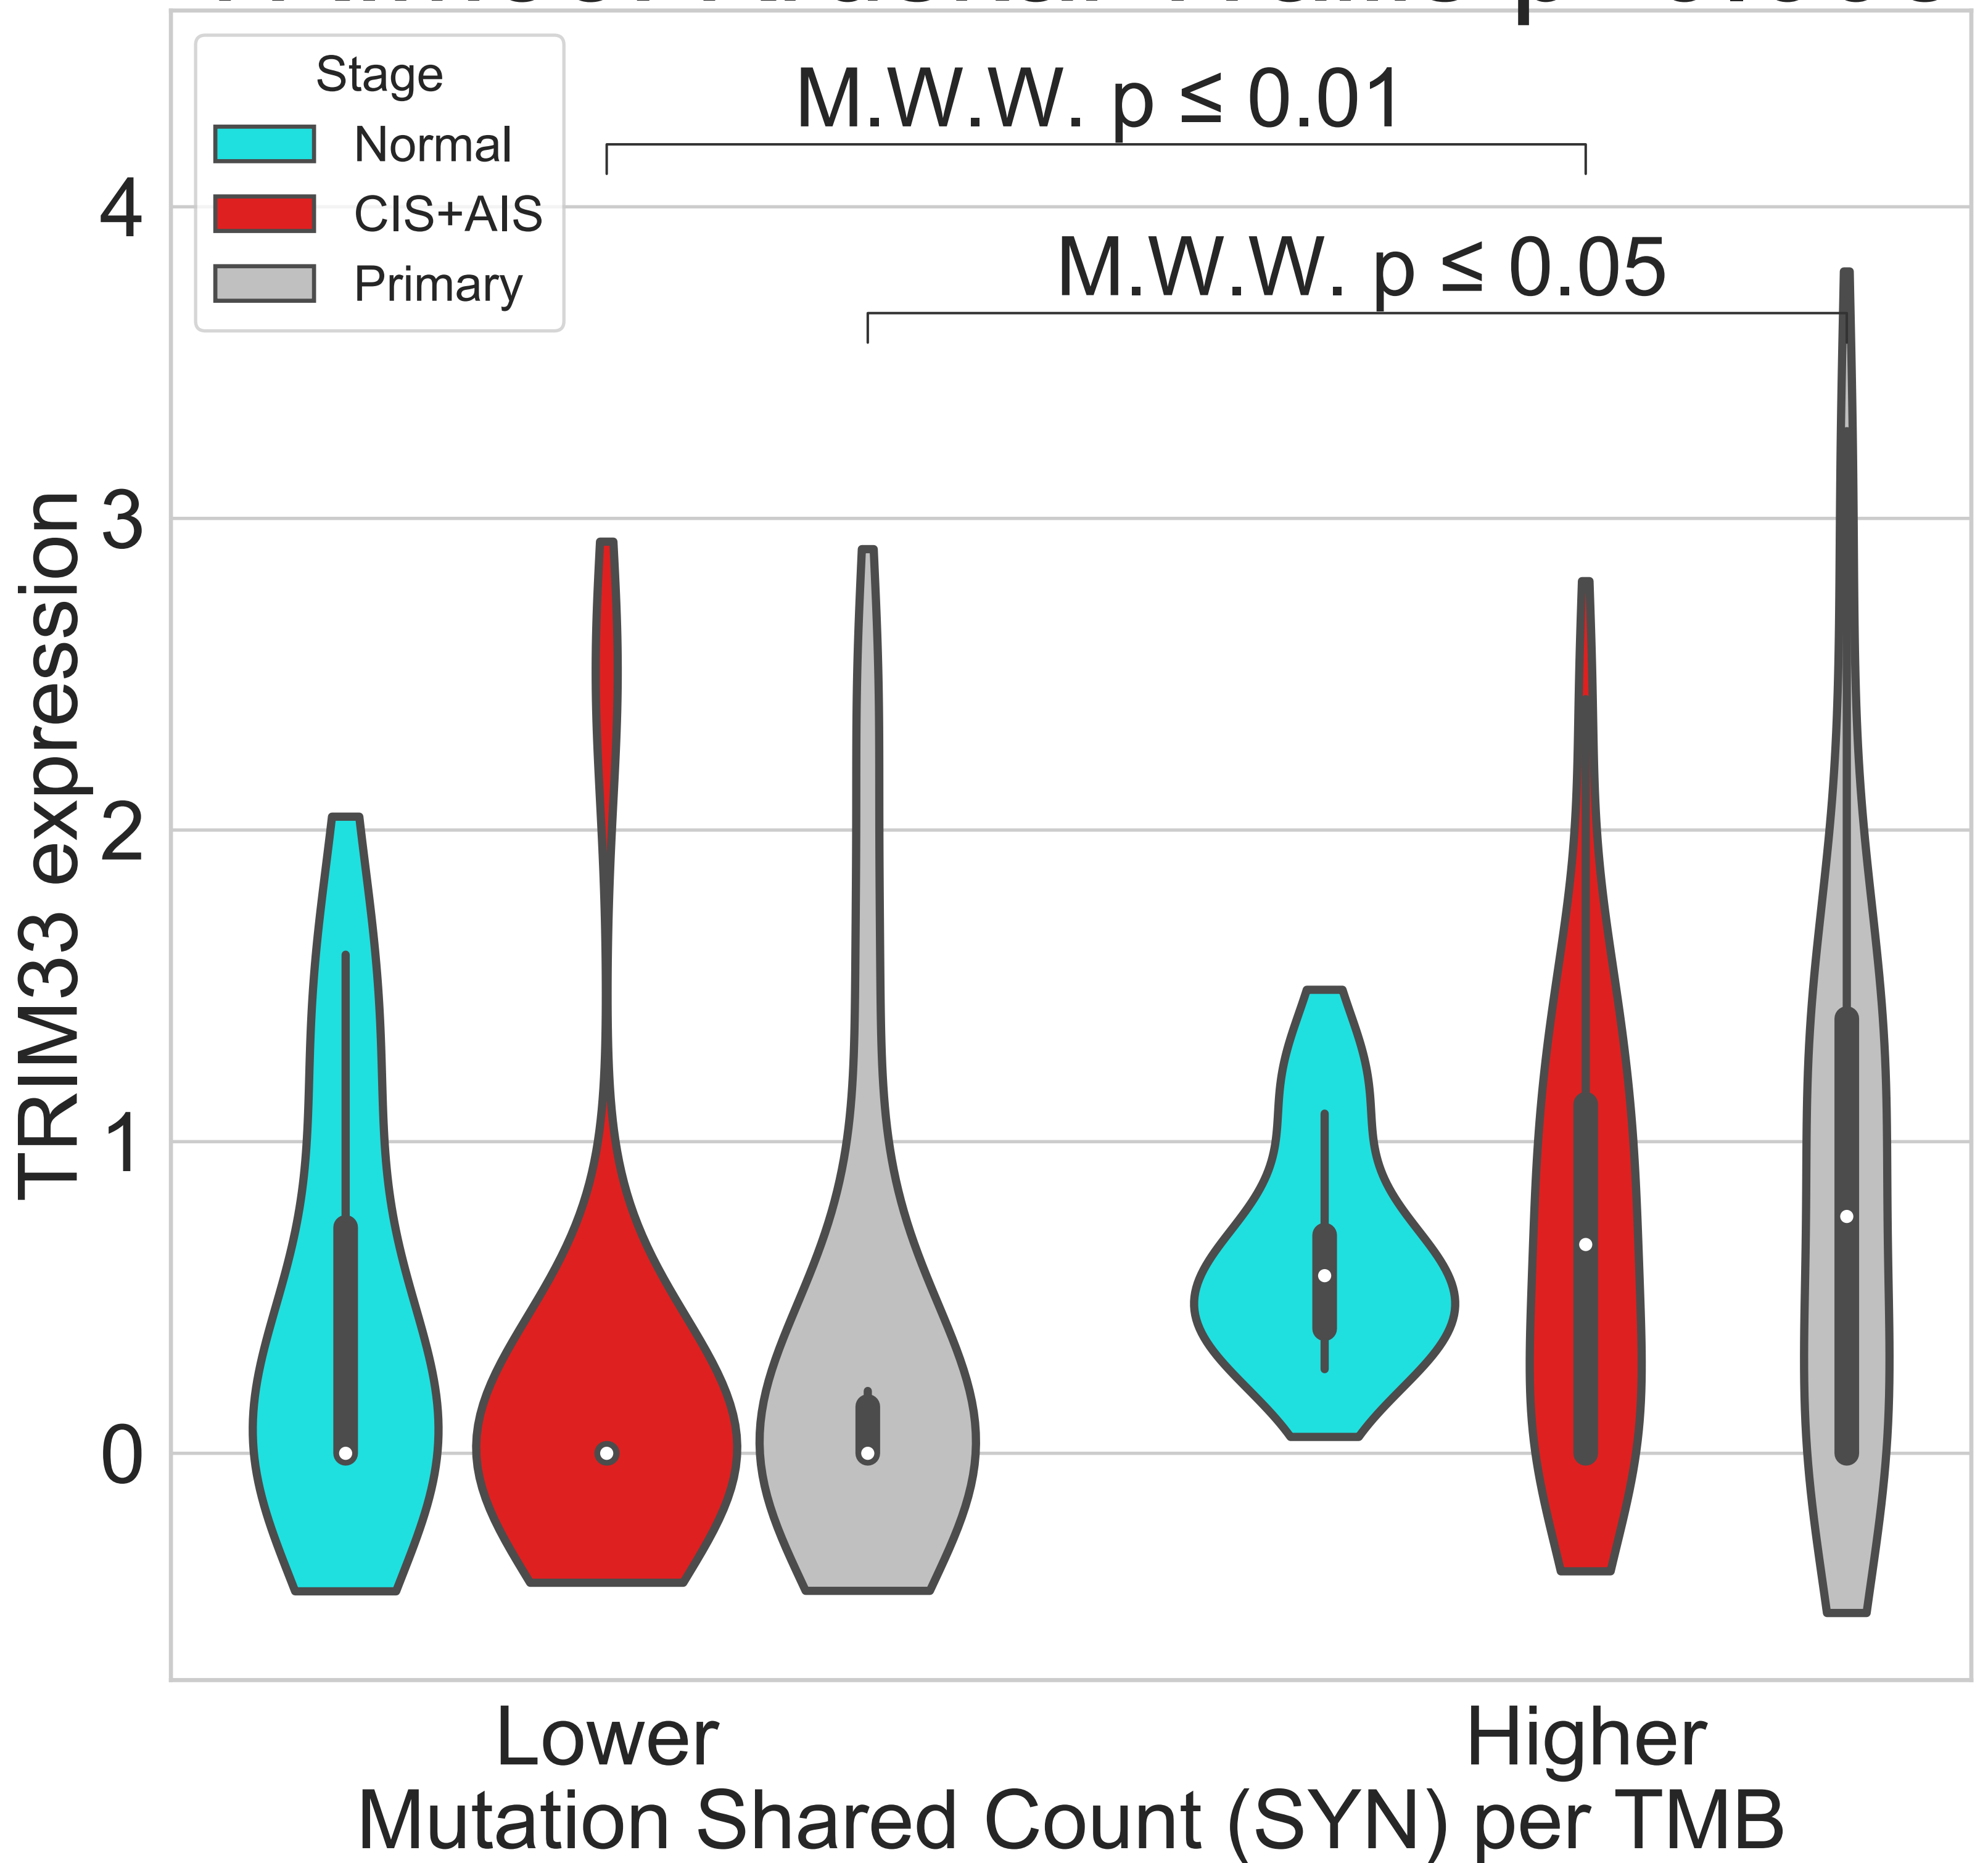 M.W.W. p ≤ 0.01
Stage
Normal
CIS+AIS
Primary
M.W.W. p ≤ 0.05
4
3
2
1
0
TRIM33 expression
Lower
Higher
Mutation Shared Count (SYN) per TMB